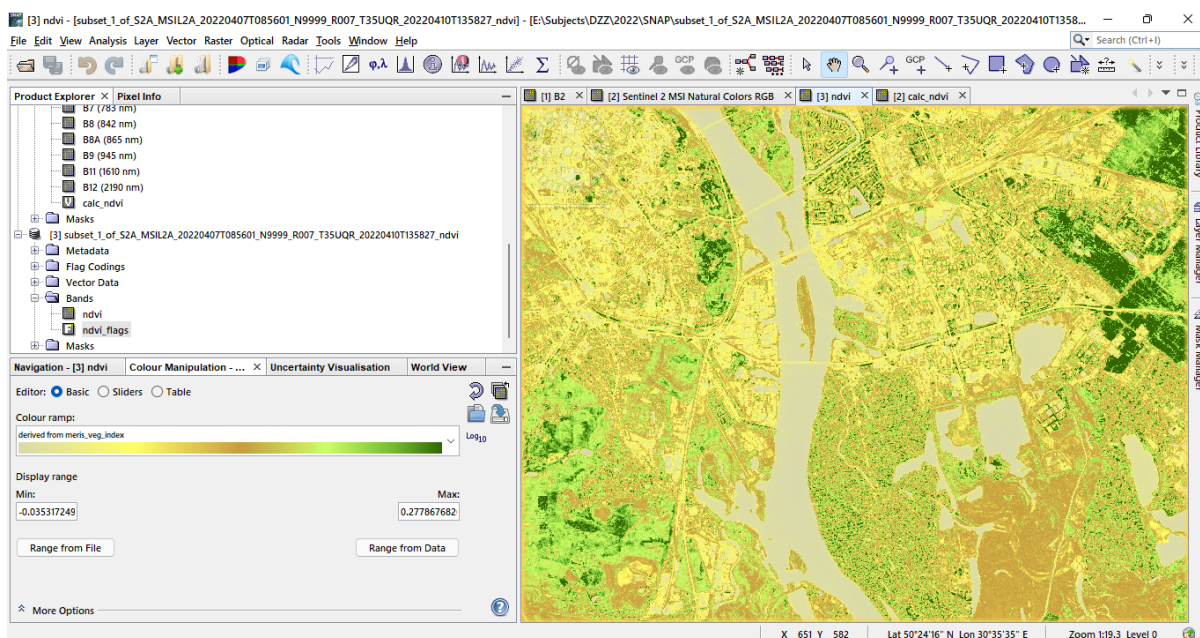 [3] ndvi - [subset_1_of_S2A_MSIL2A_20220407T085601_N9999_R007_T35UQR_20220410T135827_ndvi] - [E:\Subjects\DZZ\2022\SNAP\subset_1_of_S2A_MSIL2A_20220407T085601_N9999_R007_T35UQR_20220410T1358...
File Edit View Analysis Layer Vector Raster Optical Radar Tools Window Help
Search (Ctrl+I)
φ,λ Σ GCP GCP
Product Explorer × Pixel Info
[1] B2 × [2] Sentinel 2 MSI Natural Colors RGB × [3] ndvi × [2] calc_ndvi ×
B7 (783 nm)
B8 (842 nm)
B8A (865 nm)
B9 (945 nm)
B11 (1610 nm)
B12 (2190 nm)
calc_ndvi
Masks
[3] subset_1_of_S2A_MSIL2A_20220407T085601_N9999_R007_T35UQR_20220410T135827_ndvi
Metadata
Flag Codings
Vector Data
Bands
ndvi
ndvi_flags
Masks
Product Library
Layer Manager
Mask Manager
Navigation - [3] ndvi Colour Manipulation - ... × Uncertainty Visualisation World View
Editor: Basic Sliders Table
Colour ramp:
derived from meris_veg_index
Log10
Display range
Min: Max:
-0.035317249 0.277867682
Range from File Range from Data
More Options
X 651 Y 582 Lat 50°24'16" N Lon 30°35'35" E Zoom 1:19.3 Level 0